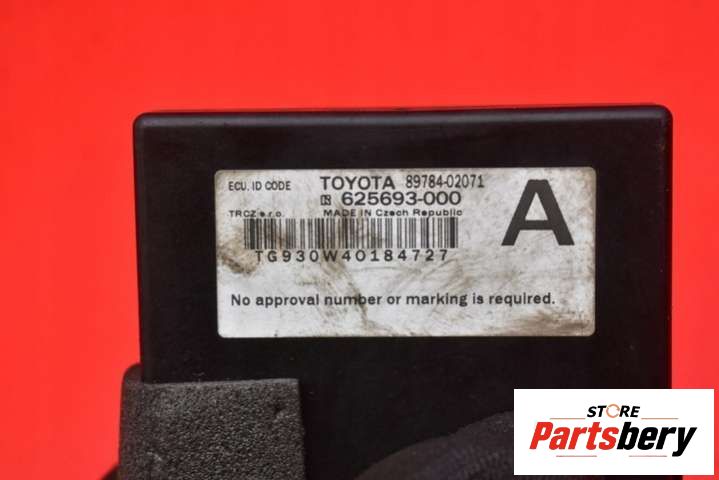 ECU. ID CODE TOYOTA 89784-02071
625693-000
TRCZ s.r.o. MADE IN Czech Republic
A
TG930W40184727
No approval number or marking is required.
STORE
Partsbery